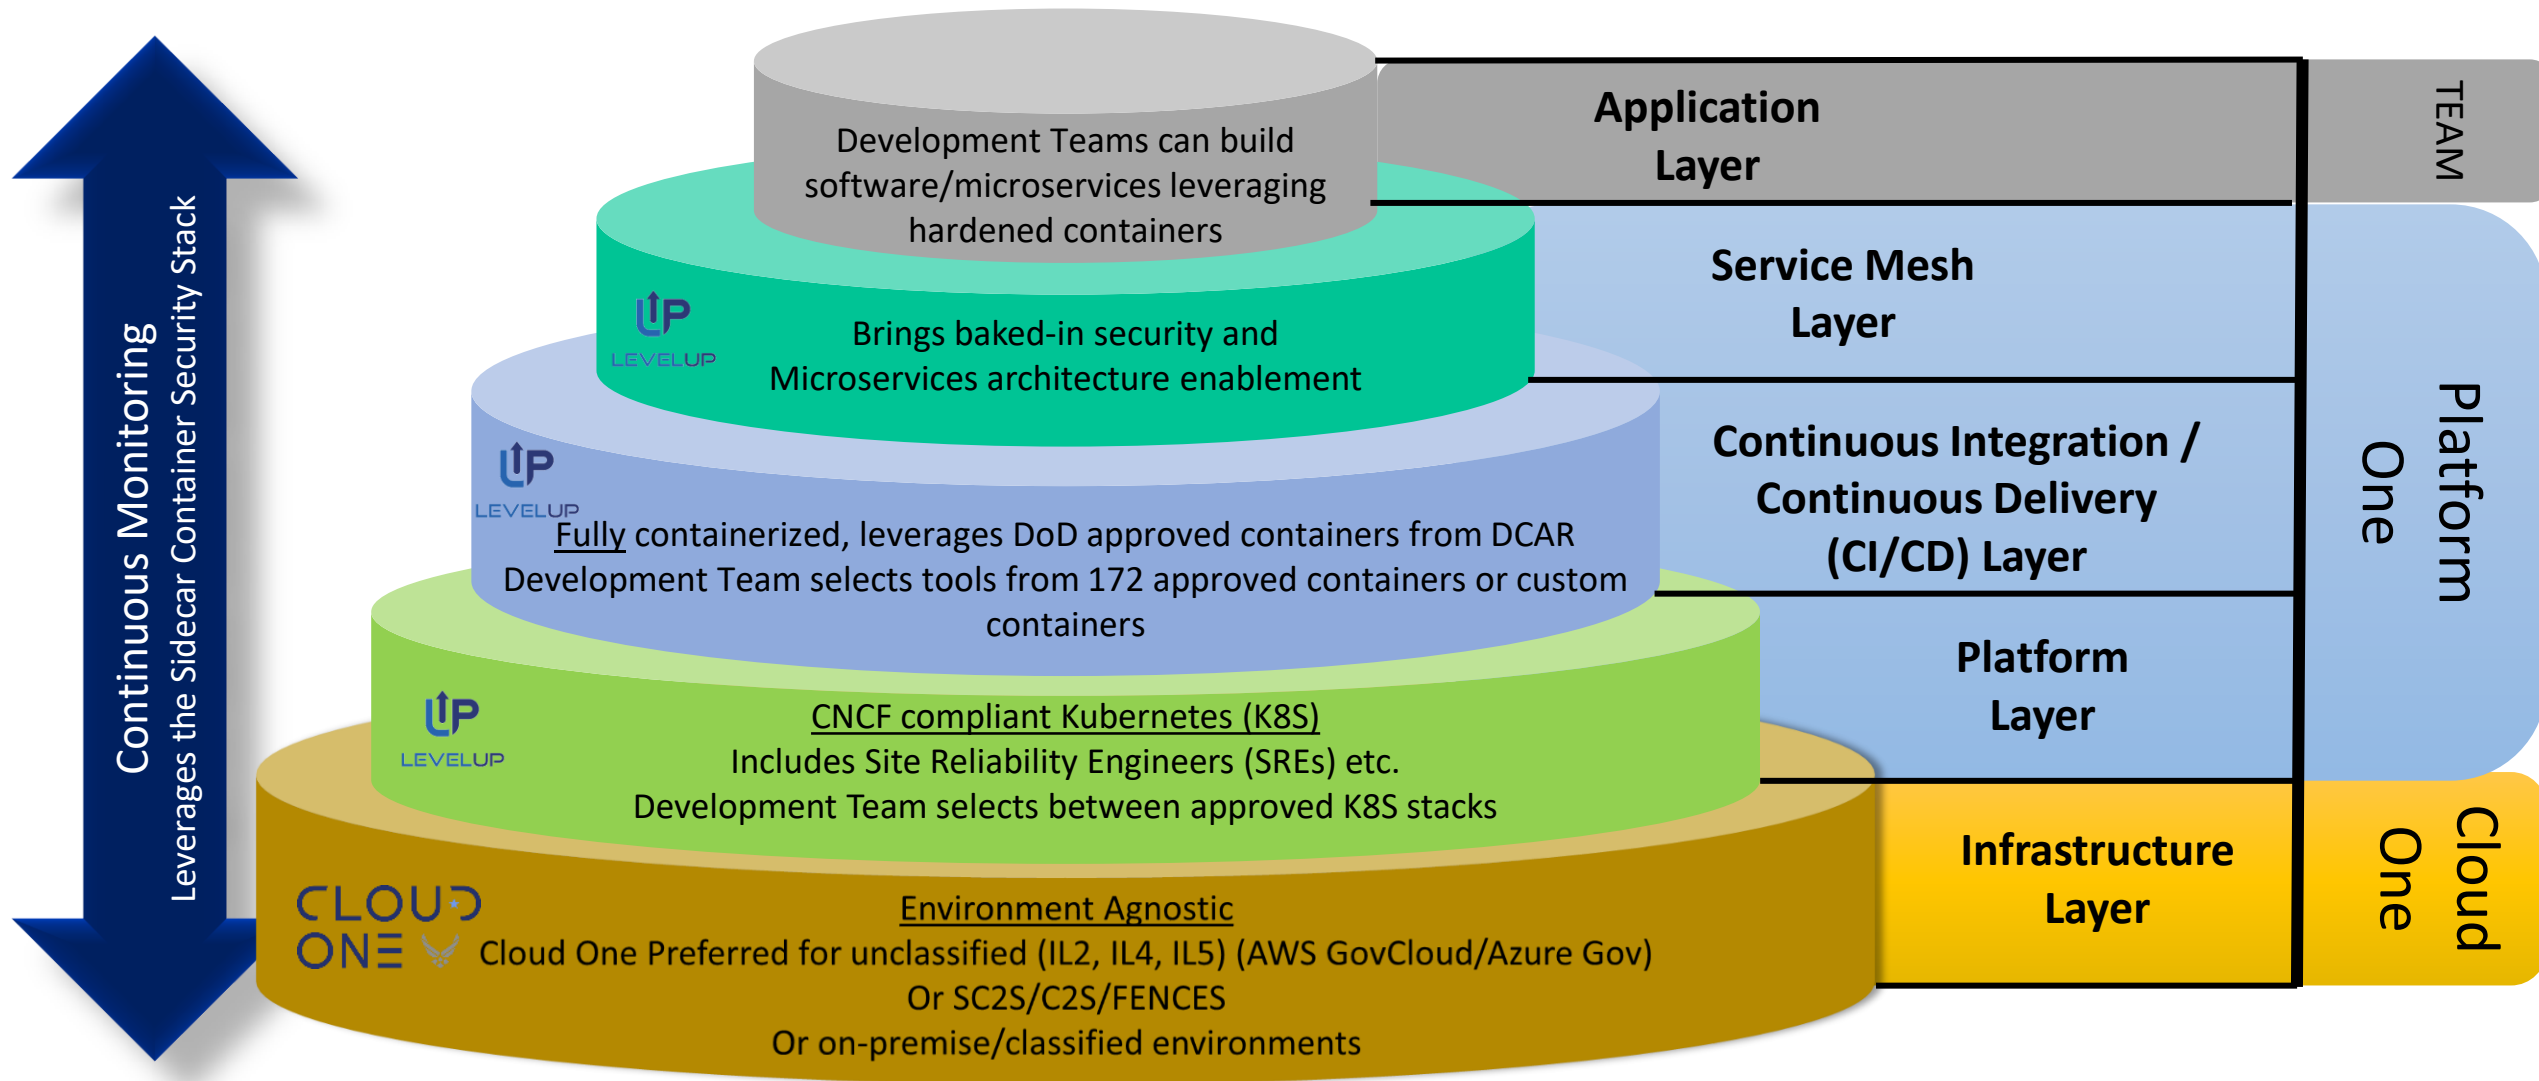 Continuous Monitoring
Leverages the Sidecar Container Security Stack
Development Teams can build
software/microservices leveraging
hardened containers
Application
Layer
TEAM
UP
LEVELUP
Brings baked-in security and
Microservices architecture enablement
Service Mesh
Layer
UP
LEVELUP
Fully containerized, leverages DoD approved containers from DCAR
Development Team selects tools from 172 approved containers or custom
containers
Continuous Integration /
Continuous Delivery
(CI/CD) Layer
Platform
One
UP
LEVELUP
CNCF compliant Kubernetes (K8S)
Includes Site Reliability Engineers (SREs) etc.
Development Team selects between approved K8S stacks
Platform
Layer
CLOUD
ONE
Environment Agnostic
Cloud One Preferred for unclassified (IL2, IL4, IL5) (AWS GovCloud/Azure Gov)
Or SC2S/C2S/FENCES
Or on-premise/classified environments
Infrastructure
Layer
Cloud
One